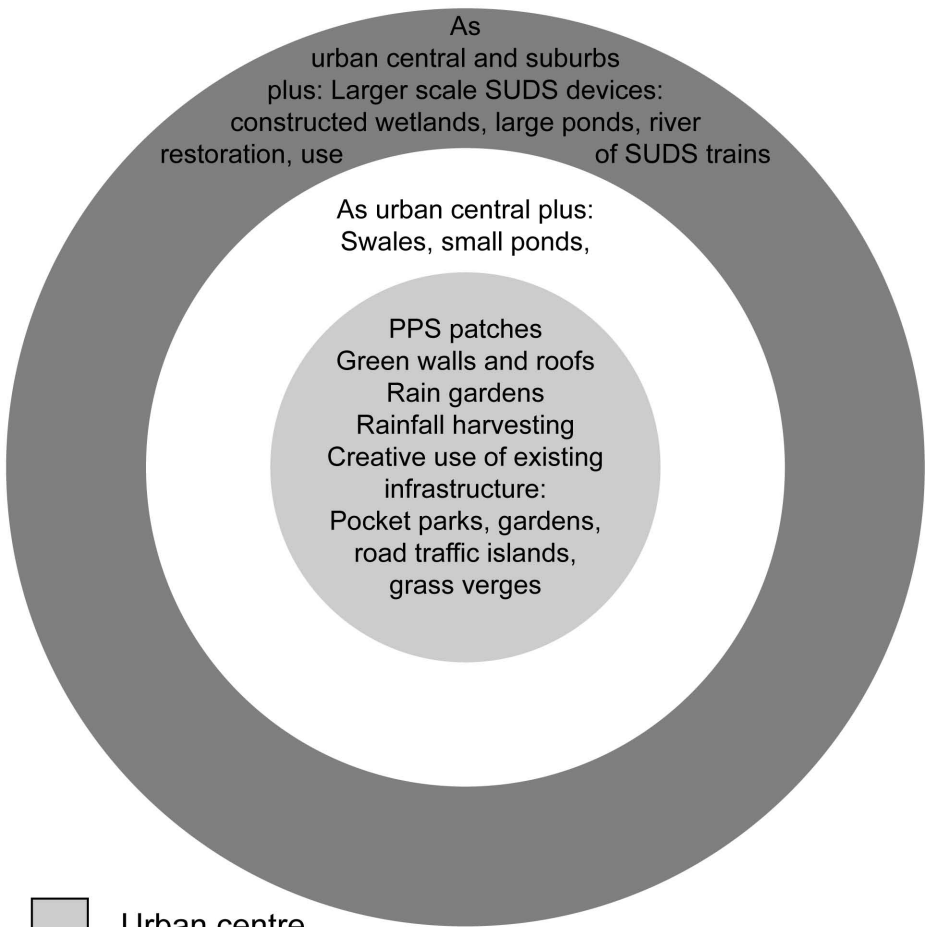 As
urban central and suburbs
plus: Larger scale SUDS devices:
constructed wetlands, large ponds, river
restoration, use of SUDS trains
As urban central plus:
Swales, small ponds,
PPS patches
Green walls and roofs
Rain gardens
Rainfall harvesting
Creative use of existing
infrastructure:
Pocket parks, gardens,
road traffic islands,
grass verges
Urban centre